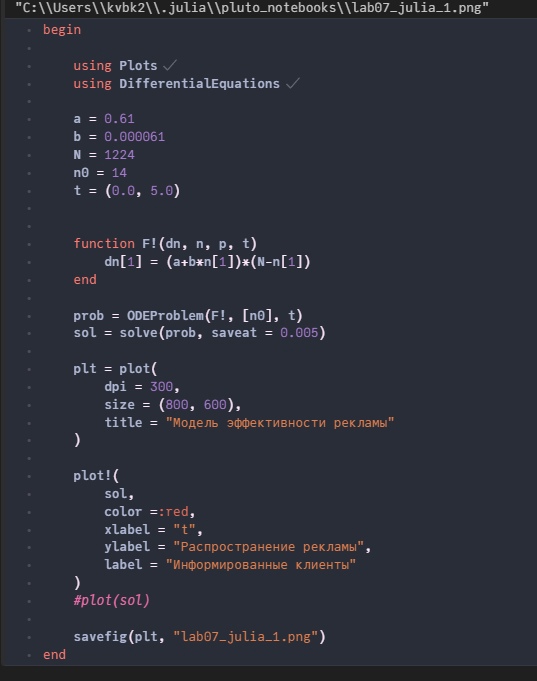 "C:\\Users\\kvbk2\\.julia\\pluto_notebooks\\lab07_julia_1.png"
begin
using Plots
using DifferentialEquations
a = 0.61
b = 0.000061
N = 1224
n0 = 14
t = (0.0, 5.0)
function F!(dn, n, p, t)
dn[1] = (a+b*n[1])*(N-n[1])
end
prob = ODEProblem(F!, [n0], t)
sol = solve(prob, saveat = 0.005)
plt = plot(
dpi = 300,
size = (800, 600),
title = "Модель эффективности рекламы"
)
plot!(
sol,
color =:red,
xlabel = "t",
ylabel = "Распространение рекламы",
label = "Информированные клиенты"
)
#plot(sol)
savefig(plt, "lab07_julia_1.png")
end